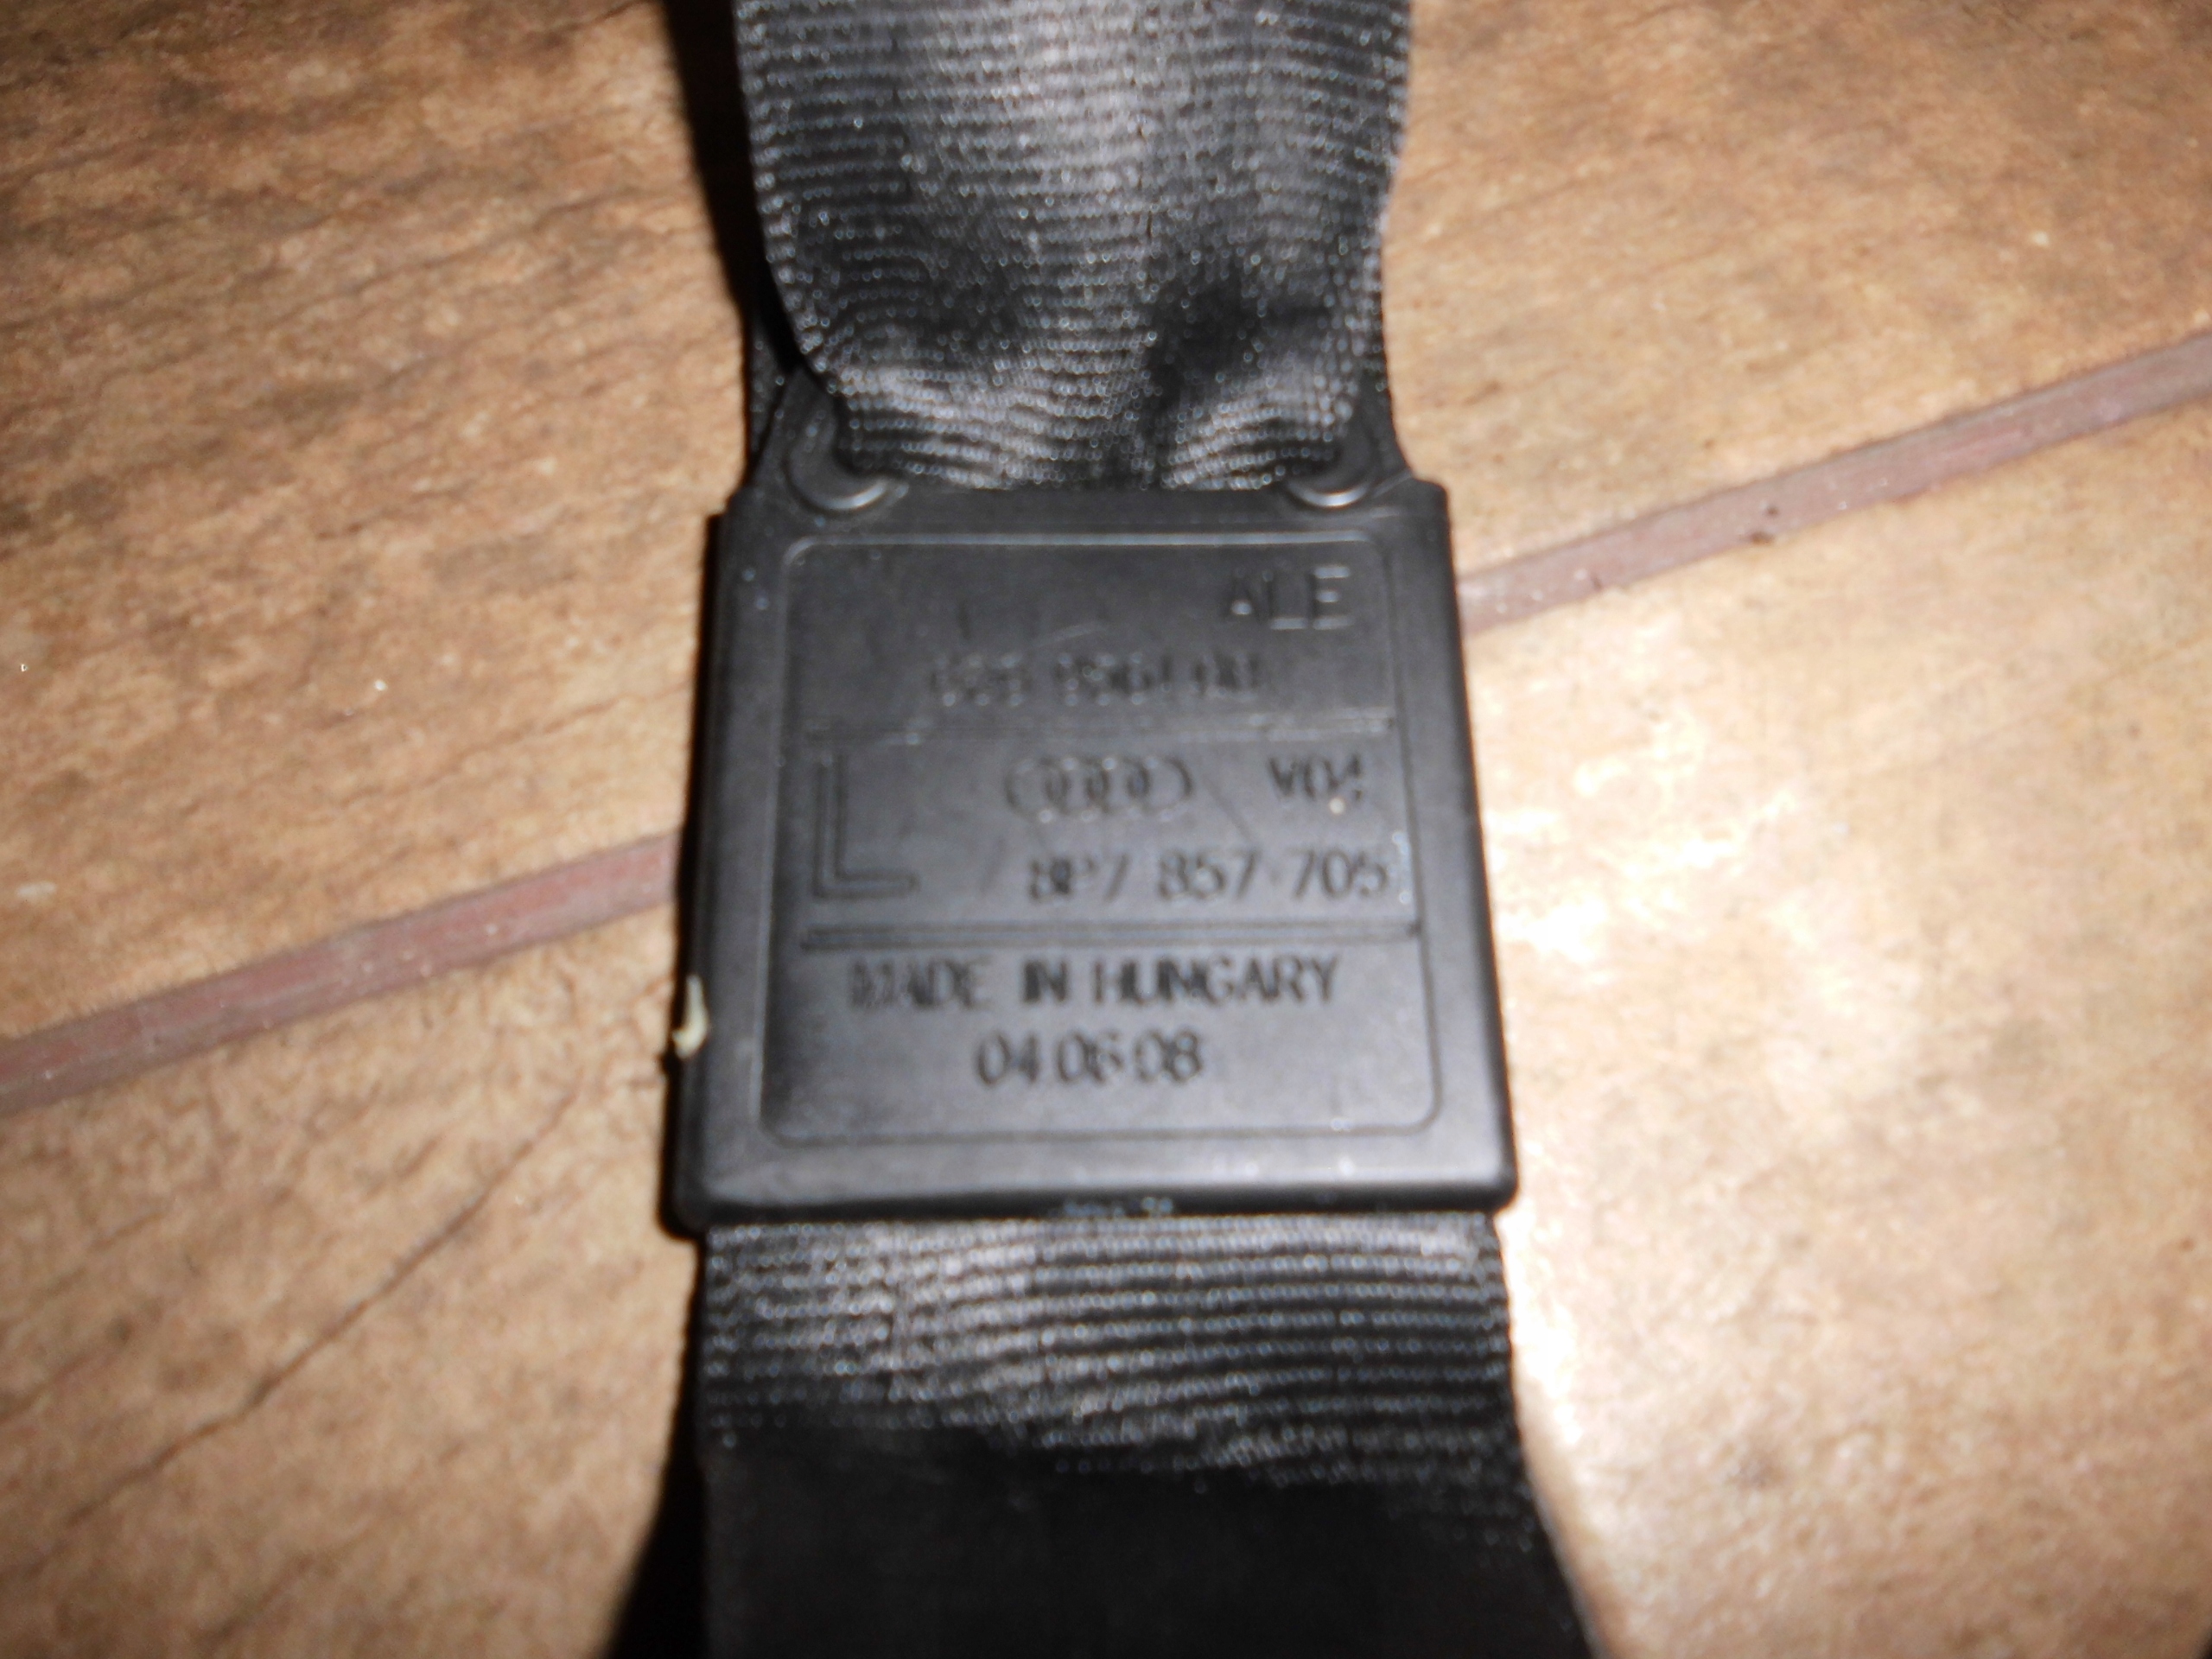 ALE
L V04
8P7 857 705
MADE IN HUNGARY
04 06 08